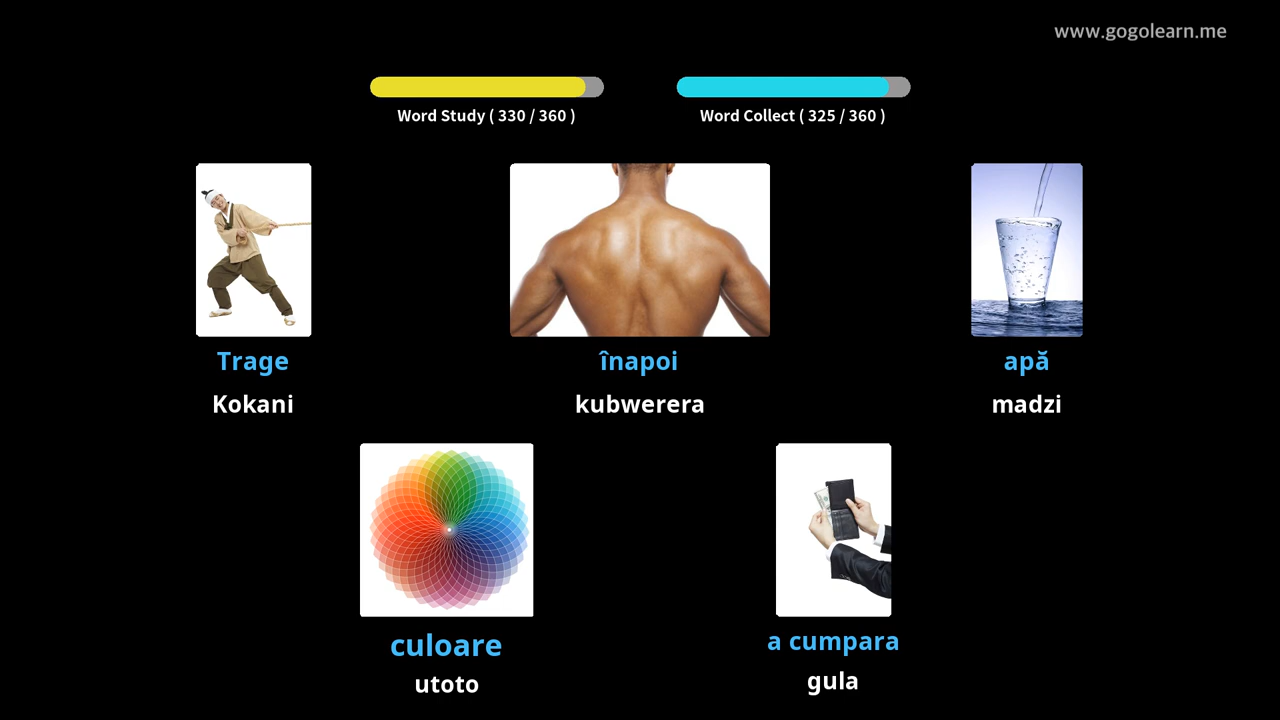 www.gogolearn.me
Word Study ( 330 / 360 )
Word Collect ( 325 / 360 )
Trage
Kokani
înapoi
kubwerera
apă
madzi
culoare
utoto
a cumpara
gula